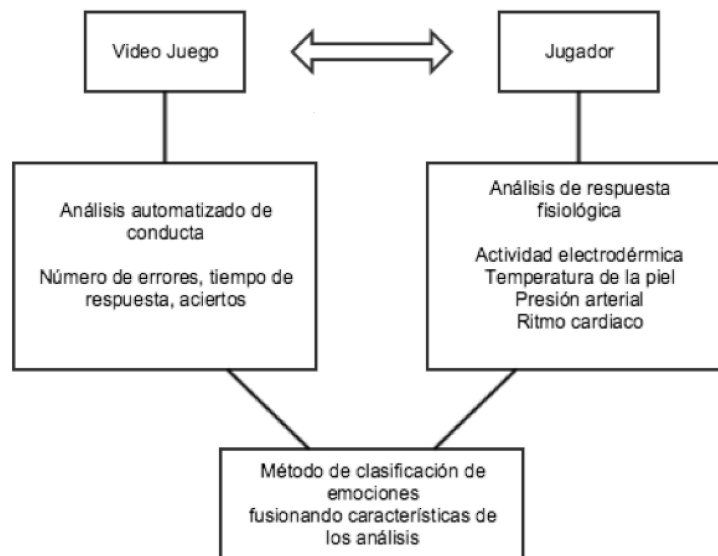 Video Juego
Jugador
Análisis automatizado de
conducta
Número de errores, tiempo de
respuesta, aciertos
Análisis de respuesta
fisiológica
Actividad electrodérmica
Temperatura de la piel
Presión arterial
Ritmo cardiaco
Método de clasificación de
emociones
fusionando características de
los análisis